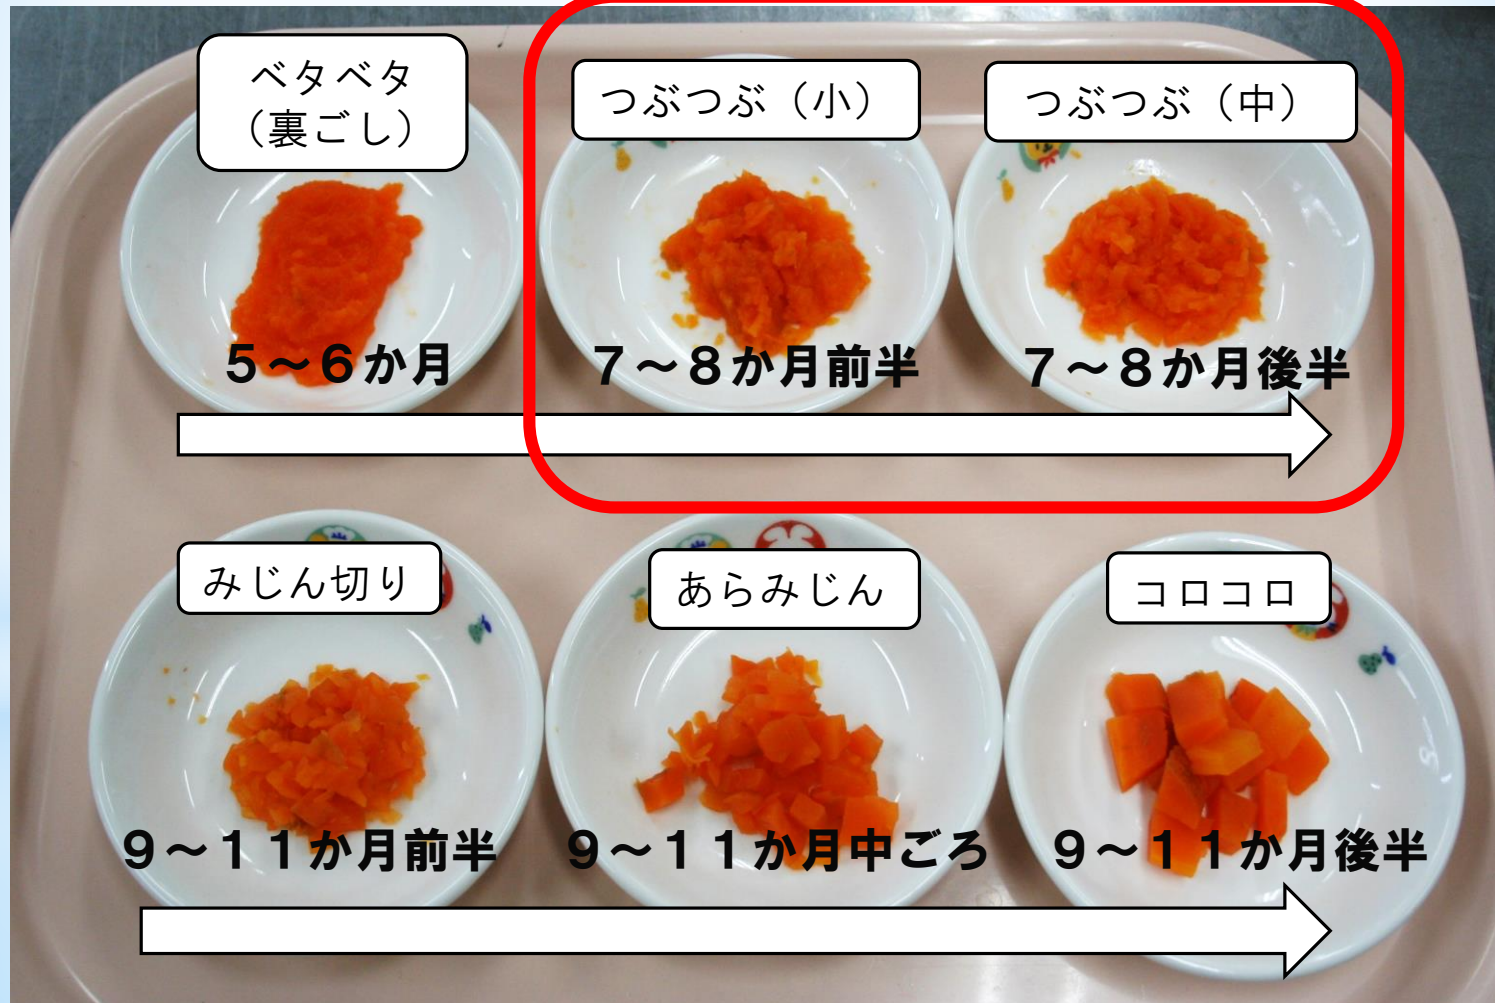 ベタベタ
（裏ごし）
つぶつぶ（小）
つぶつぶ（中）
５～６か月
７～８か月前半
７～８か月後半
みじん切り
あらみじん
コロコロ
９～１１か月前半
９～１１か月中ごろ
９～１１か月後半